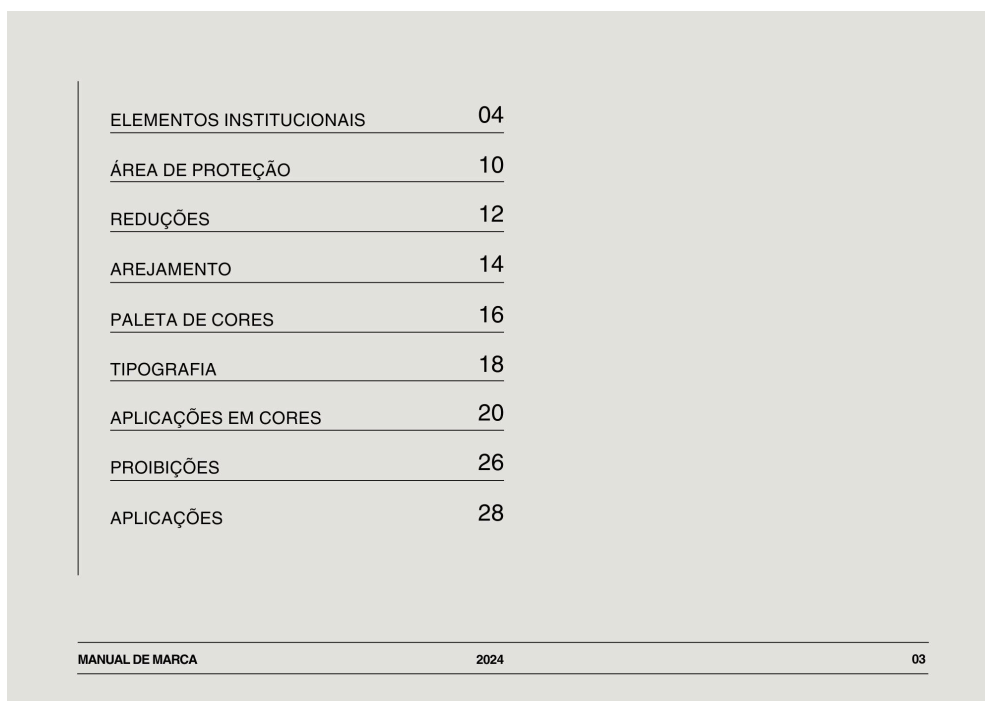 ELEMENTOS INSTITUCIONAIS 04
ÁREA DE PROTEÇÃO 10
REDUÇÕES 12
AREJAMENTO 14
PALETA DE CORES 16
TIPOGRAFIA 18
APLICAÇÕES EM CORES 20
PROIBIÇÕES 26
APLICAÇÕES 28
MANUAL DE MARCA 2024 03